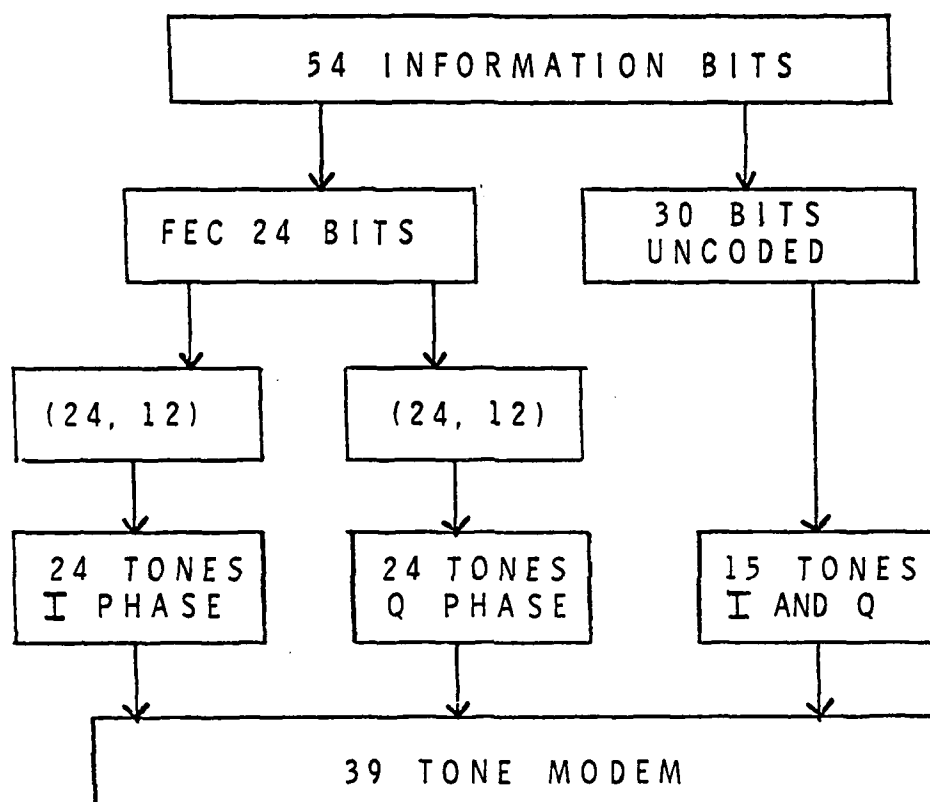 54 INFORMATION BITS
FEC 24 BITS
30 BITS
UNCODED
(24, 12)
(24, 12)
24 TONES
I PHASE
24 TONES
Q PHASE
15 TONES
I AND Q
39 TONE MODEM